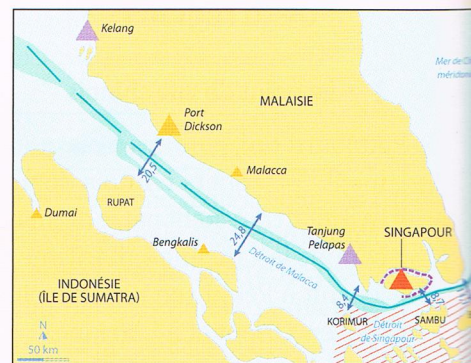 Kelang
Mer de C
méridion
MALAISIE
Port
Dickson
20,5
Malacca
Dumai
RUPAT
Bengkalis
24,8
Tanjung
Pelapas
SINGAPOUR
Détroit de Malacca
INDONÉSIE
(ÎLE DE SUMATRA)
8,4
KORIMUR
SAMBU
Détroit
de Singapour
N
50 km